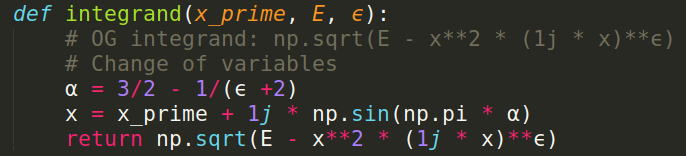 def integrand(x_prime, E, ϵ):
# OG integrand: np.sqrt(E - x**2 * (1j * x)**ϵ)
# Change of variables
α = 3/2 - 1/(ϵ +2)
x = x_prime + 1j * np.sin(np.pi * α)
return np.sqrt(E - x**2 * (1j * x)**ϵ)